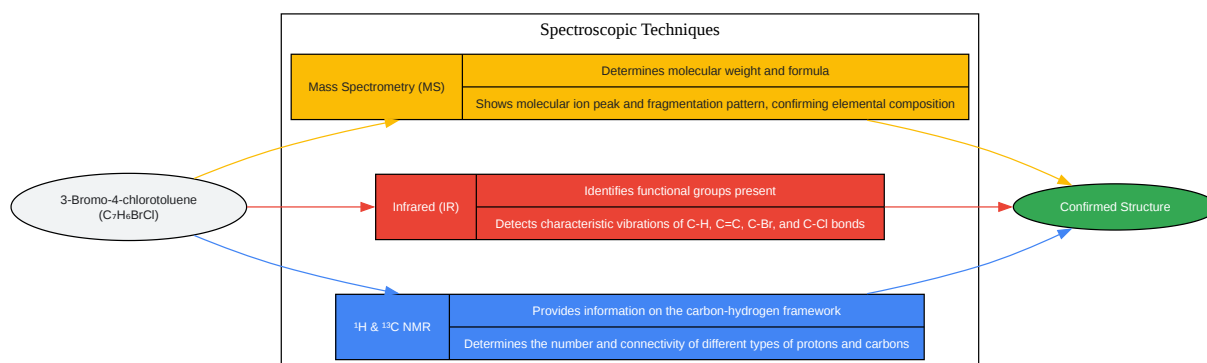 Spectroscopic Techniques
Mass Spectrometry (MS)
Determines molecular weight and formula
Shows molecular ion peak and fragmentation pattern, confirming elemental composition
3-Bromo-4-chlorotoluene
(C₇H₆BrCl)
Infrared (IR)
Identifies functional groups present
Detects characteristic vibrations of C-H, C=C, C-Br, and C-Cl bonds
Confirmed Structure
¹H & ¹³C NMR
Provides information on the carbon-hydrogen framework
Determines the number and connectivity of different types of protons and carbons